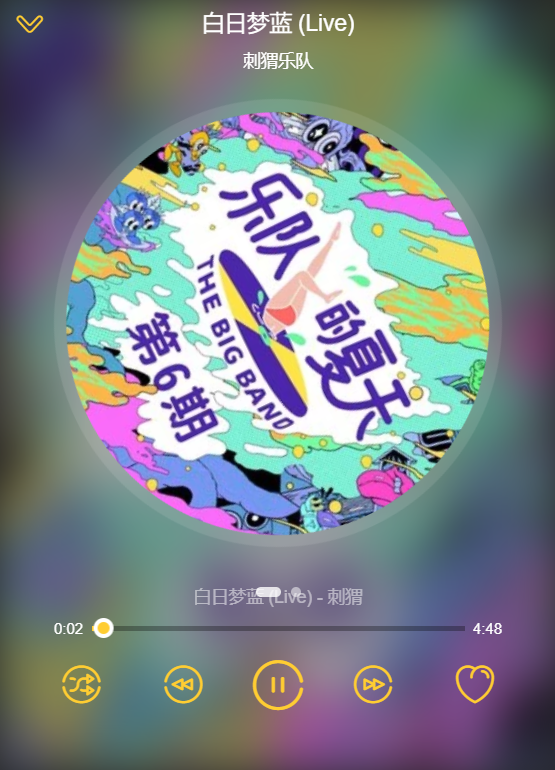 白日梦蓝 (Live)
刺猬乐队
乐队
的夏天
THE BIG BAND
第6期
白日梦蓝 (Live) - 刺猬
0:02
4:48